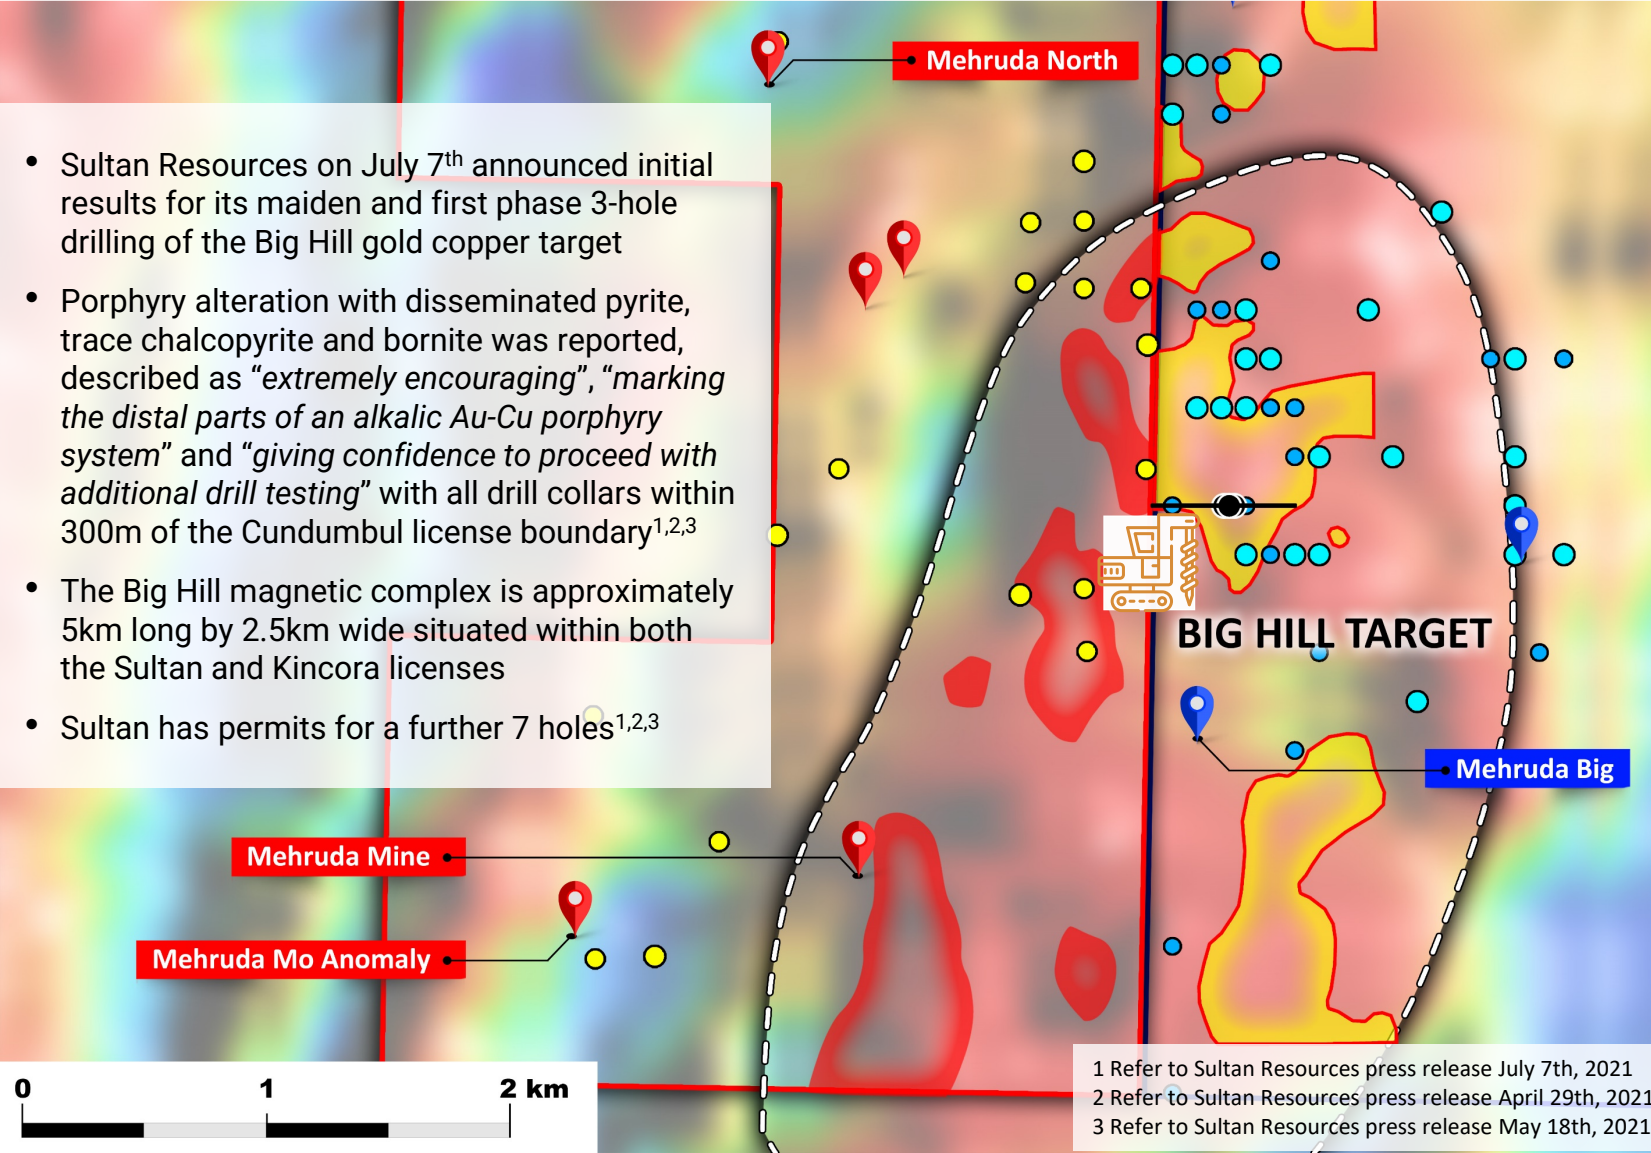 Mehruda North
• Sultan Resources on July 7th announced initial
results for its maiden and first phase 3-hole
drilling of the Big Hill gold copper target
• Porphyry alteration with disseminated pyrite,
trace chalcopyrite and bornite was reported,
described as “extremely encouraging”, “marking
the distal parts of an alkalic Au-Cu porphyry
system” and “giving confidence to proceed with
additional drill testing” with all drill collars within
300m of the Cundumbul license boundary1,2,3
• The Big Hill magnetic complex is approximately
5km long by 2.5km wide situated within both
the Sultan and Kincora licenses
• Sultan has permits for a further 7 holes1,2,3
BIG HILL TARGET
Mehruda Big
Mehruda Mine
Mehruda Mo Anomaly
0 1 2 km
1 Refer to Sultan Resources press release July 7th, 2021
2 Refer to Sultan Resources press release April 29th, 2021
3 Refer to Sultan Resources press release May 18th, 2021